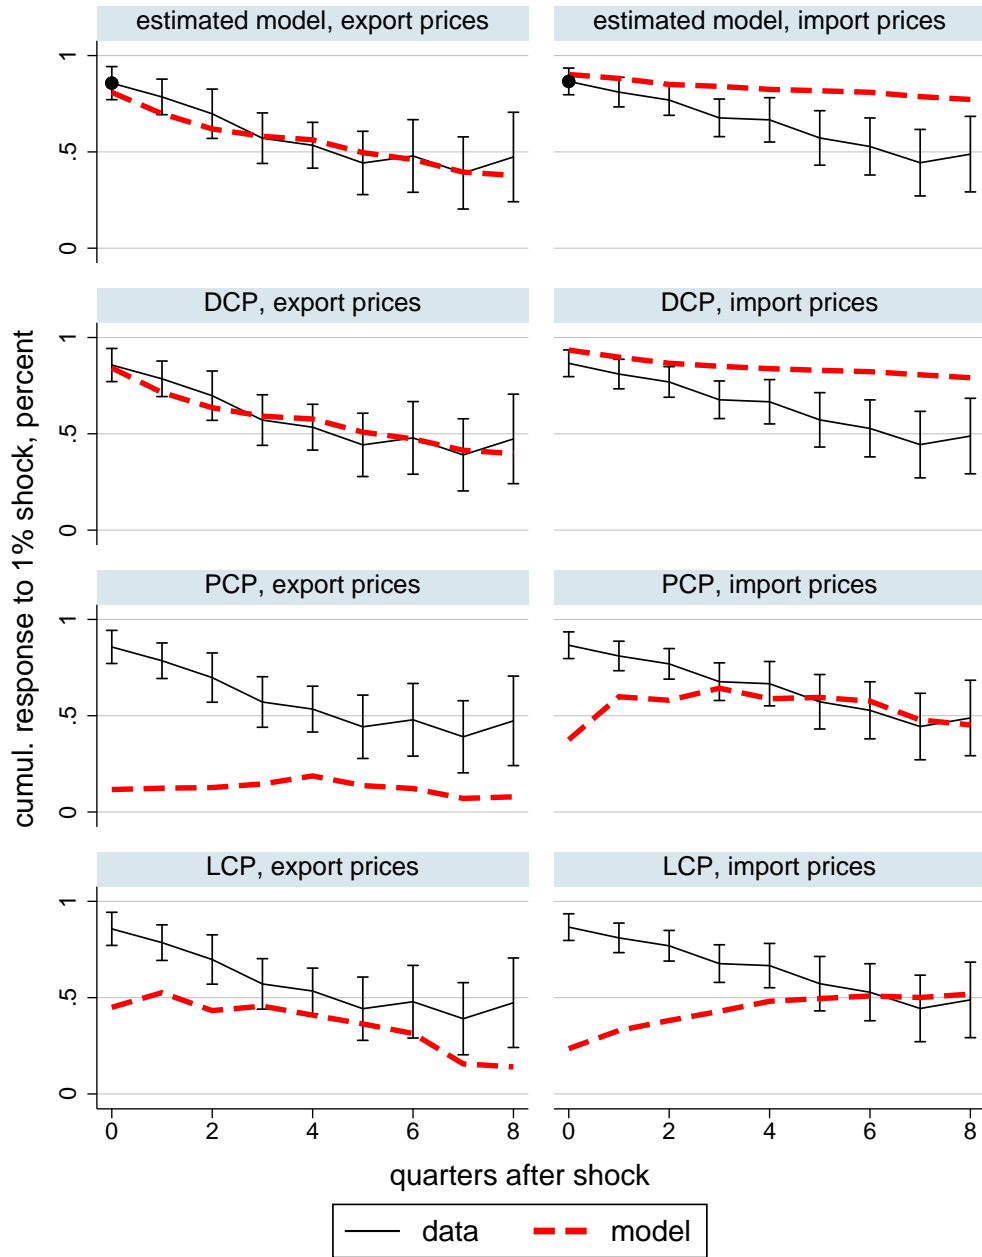 estimated model, export prices
estimated model, import prices
1
.5
0
DCP, export prices
DCP, import prices
1
.5
0
cumul. response to 1% shock, percent
PCP, export prices
PCP, import prices
1
.5
0
LCP, export prices
LCP, import prices
1
.5
0
0 2 4 6 8
0 2 4 6 8
quarters after shock
data
model